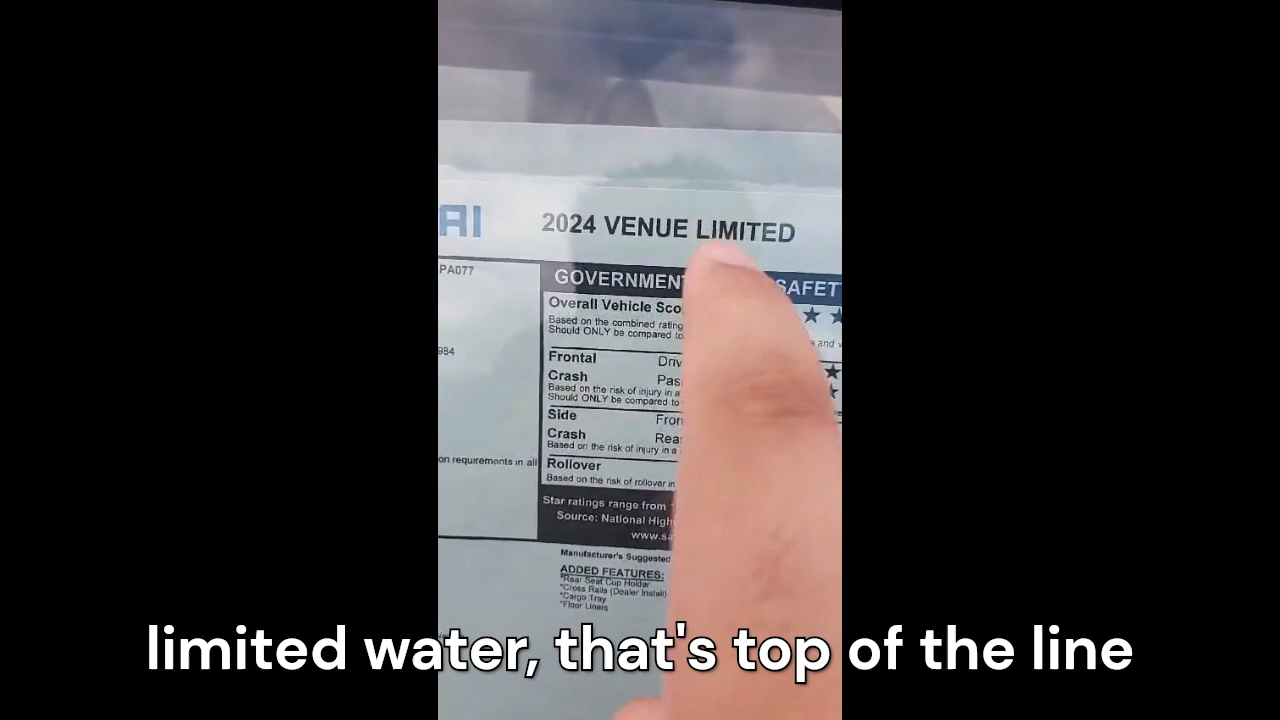 AI
2024 VENUE LIMITED
PA077
GOVERNMENT SAFETY
Overall Vehicle Sco
★ ★
Based on the combined rating
Should ONLY be compared to
s and v
984
Frontal Driv
★
Crash Pas
★
Based on the risk of injury in a
Should ONLY be compared to
Side Fron
Crash Rea
Based on the risk of injury in a
on requirements in all
Rollover
Based on the risk of rollover in
Star ratings range from
Source: National High
www.sa
Manufacturer's Suggested
ADDED FEATURES:
*Rear Seat Cup Holder
*Cross Rails (Dealer Install)
*Cargo Tray
*Floor Liners
limited water, that's top of the line